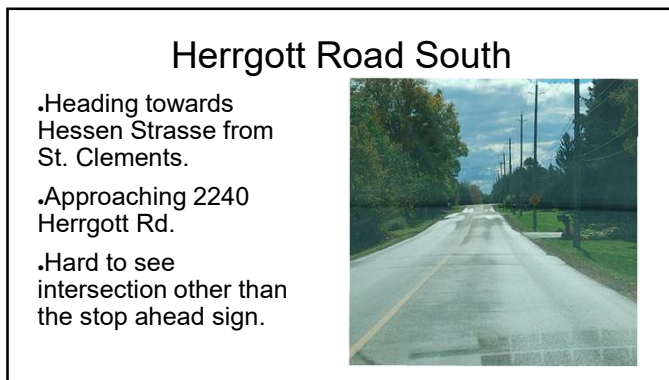 Herrgott Road South
•Heading towards
Hessen Strasse from
St. Clements.
•Approaching 2240
Herrgott Rd.
•Hard to see
intersection other than
the stop ahead sign.